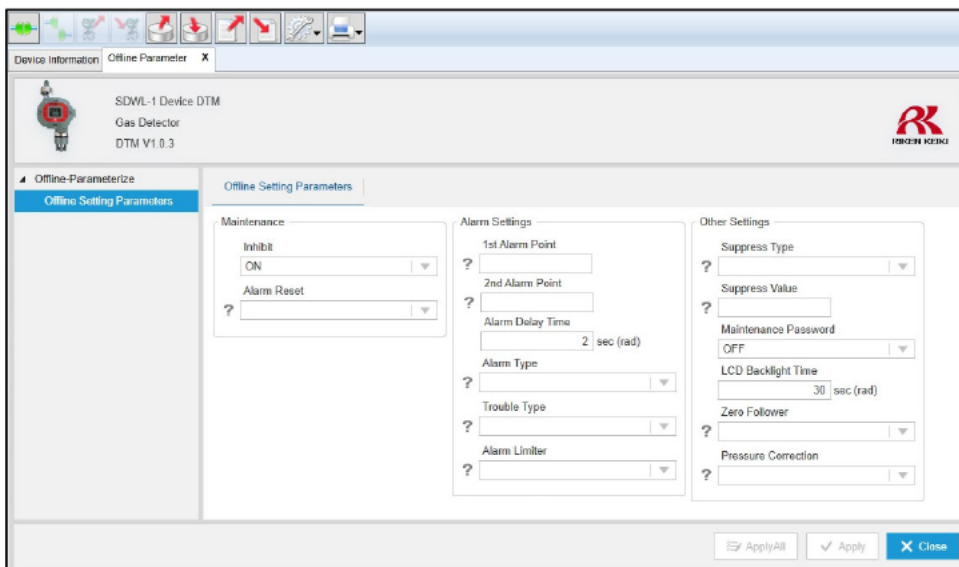 Device Information
Offline Parameter X
SDWL-1 Device DTM
Gas Detector
DTM V1.0.3
RIKEN KEIKI
Offline-Parameterize
Offline Setting Parameters
Offline Setting Parameters
Maintenance
Inhibit
ON
Alarm Reset
?
Alarm Settings
1st Alarm Point
?
2nd Alarm Point
?
Alarm Delay Time
2 sec (rad)
Alarm Type
?
Trouble Type
?
Alarm Limiter
?
Other Settings
Suppress Type
?
Suppress Value
?
Maintenance Password
OFF
LCD Backlight Time
30 sec (rad)
Zero Follower
?
Pressure Correction
?
ApplyAll
Apply
Close